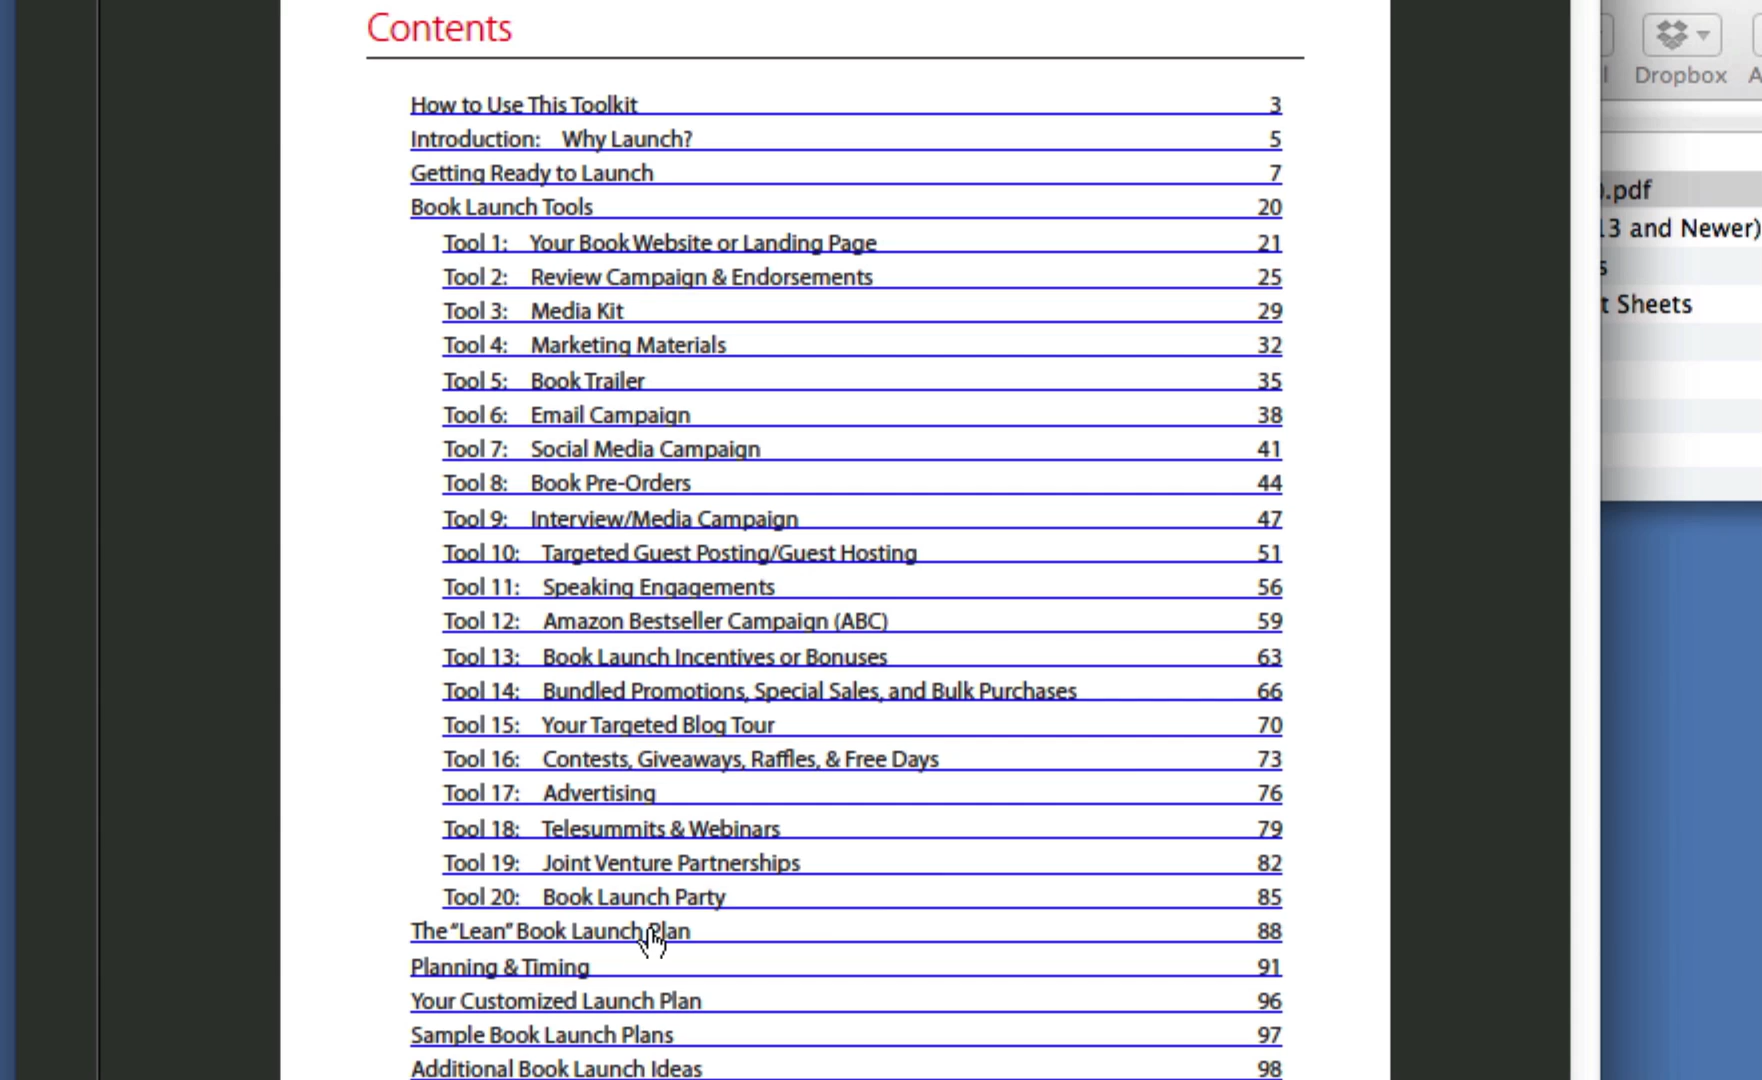 Contents
How to Use This Toolkit 3
Introduction: Why Launch? 5
Getting Ready to Launch 7
Book Launch Tools 20
Tool 1: Your Book Website or Landing Page 21
Tool 2: Review Campaign & Endorsements 25
Tool 3: Media Kit 29
Tool 4: Marketing Materials 32
Tool 5: Book Trailer 35
Tool 6: Email Campaign 38
Tool 7: Social Media Campaign 41
Tool 8: Book Pre-Orders 44
Tool 9: Interview/Media Campaign 47
Tool 10: Targeted Guest Posting/Guest Hosting 51
Tool 11: Speaking Engagements 56
Tool 12: Amazon Bestseller Campaign (ABC) 59
Tool 13: Book Launch Incentives or Bonuses 63
Tool 14: Bundled Promotions, Special Sales, and Bulk Purchases 66
Tool 15: Your Targeted Blog Tour 70
Tool 16: Contests, Giveaways, Raffles, & Free Days 73
Tool 17: Advertising 76
Tool 18: Telesummits & Webinars 79
Tool 19: Joint Venture Partnerships 82
Tool 20: Book Launch Party 85
The "Lean" Book Launch Plan 88
Planning & Timing 91
Your Customized Launch Plan 96
Sample Book Launch Plans 97
Additional Book Launch Ideas 98
Dropbox
.pdf
13 and Newer)
t Sheets